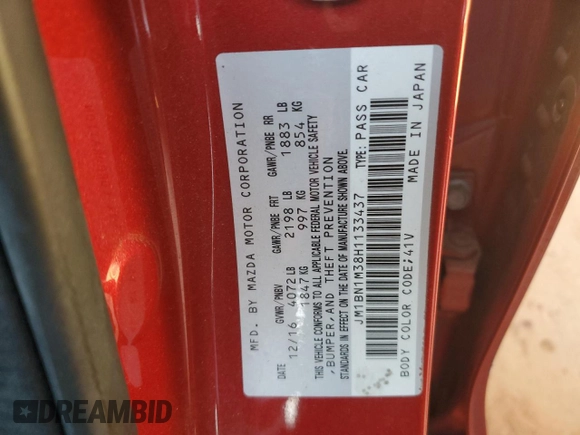 MFD. BY MAZDA MOTOR CORPORATION
GVWR/PNBV GAWR/PNBE FRT GAWR/PNBE RR
DATE 12/16 4072 LB 2198 LB 1883 LB
1847 KG 997 KG 854 KG
THIS VEHICLE CONFORMS TO ALL APPLICABLE FEDERAL MOTOR VEHICLE SAFETY
,BUMPER,AND THEFT PREVENTION
STANDARDS IN EFFECT ON THE DATE OF MANUFACTURE SHOWN ABOVE.
JM1BN1M38H1133437 TYPE: PASS CAR
BODY COLOR CODE;41V MADE IN JAPAN
DREAMBID